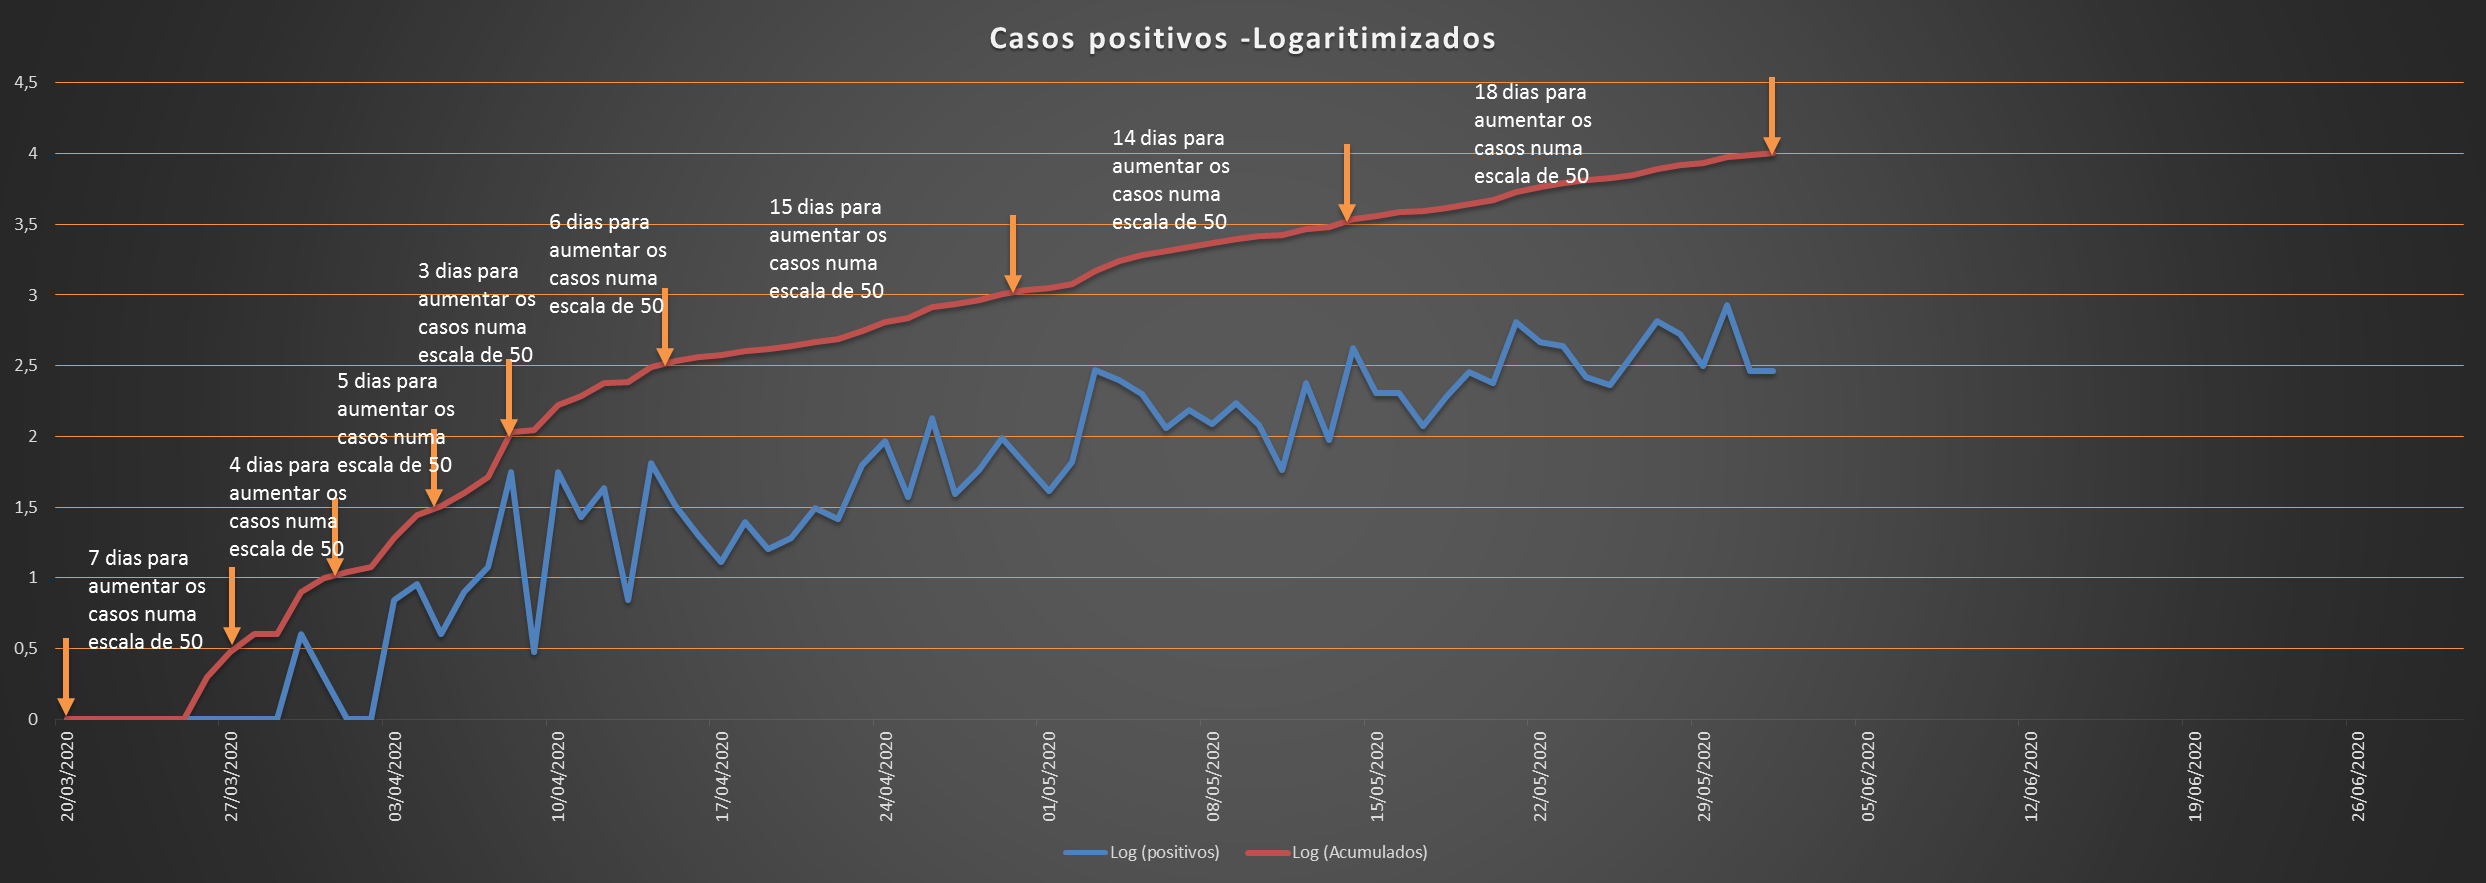 Casos positivos -Logaritimizados
4,5
4
3,5
3
2,5
2
1,5
1
0,5
0
7 dias para
aumentar os
casos numa
escala de 50
4 dias para
aumentar os
casos numa
escala de 50
5 dias para
aumentar os
casos numa
escala de 50
3 dias para
aumentar os
casos numa
escala de 50
6 dias para
aumentar os
casos numa
escala de 50
15 dias para
aumentar os
casos numa
escala de 50
14 dias para
aumentar os
casos numa
escala de 50
18 dias para
aumentar os
casos numa
escala de 50
20/03/2020
27/03/2020
03/04/2020
10/04/2020
17/04/2020
24/04/2020
01/05/2020
08/05/2020
15/05/2020
22/05/2020
29/05/2020
05/06/2020
12/06/2020
19/06/2020
26/06/2020
Log (positivos)
Log (Acumulados)